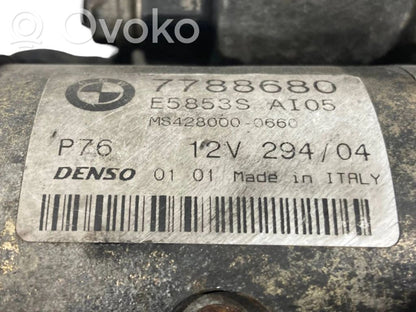 Ovoko
7788680
E5853S AI05
MS428000-0660
P76 12V 294/04
DENSO 01 01 Made in ITALY